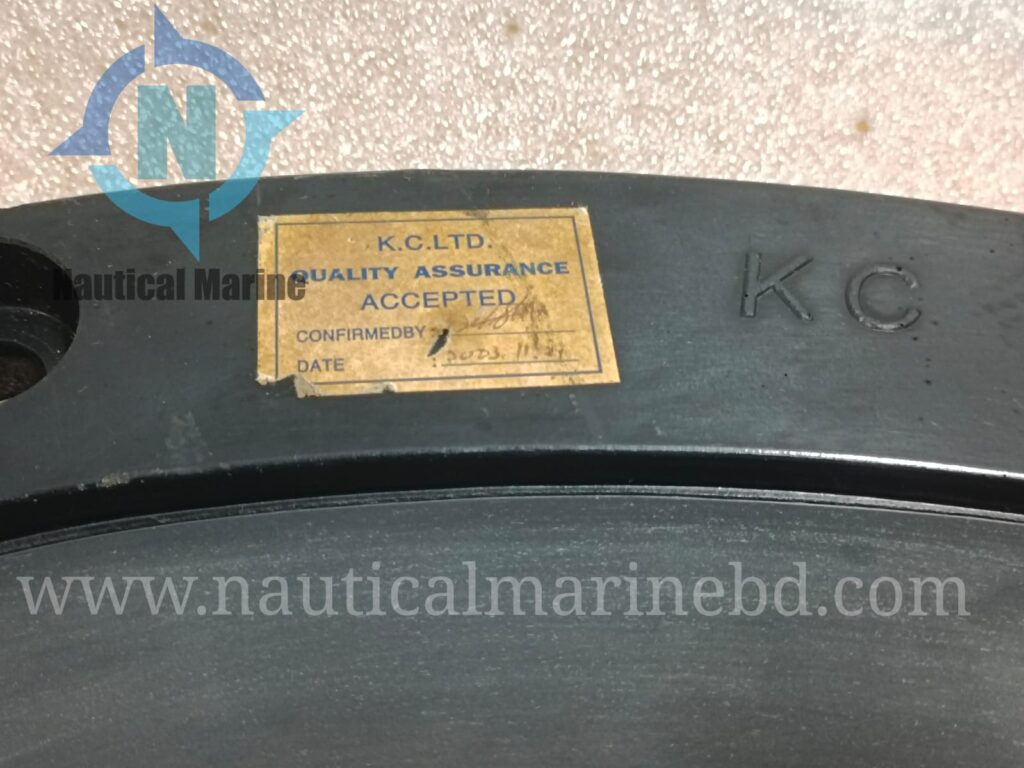 N
Nautical Marine
K.C.LTD.
QUALITY ASSURANCE
ACCEPTED
CONFIRMEDBY :
DATE :
KC
www.nauticalmarinebd.com